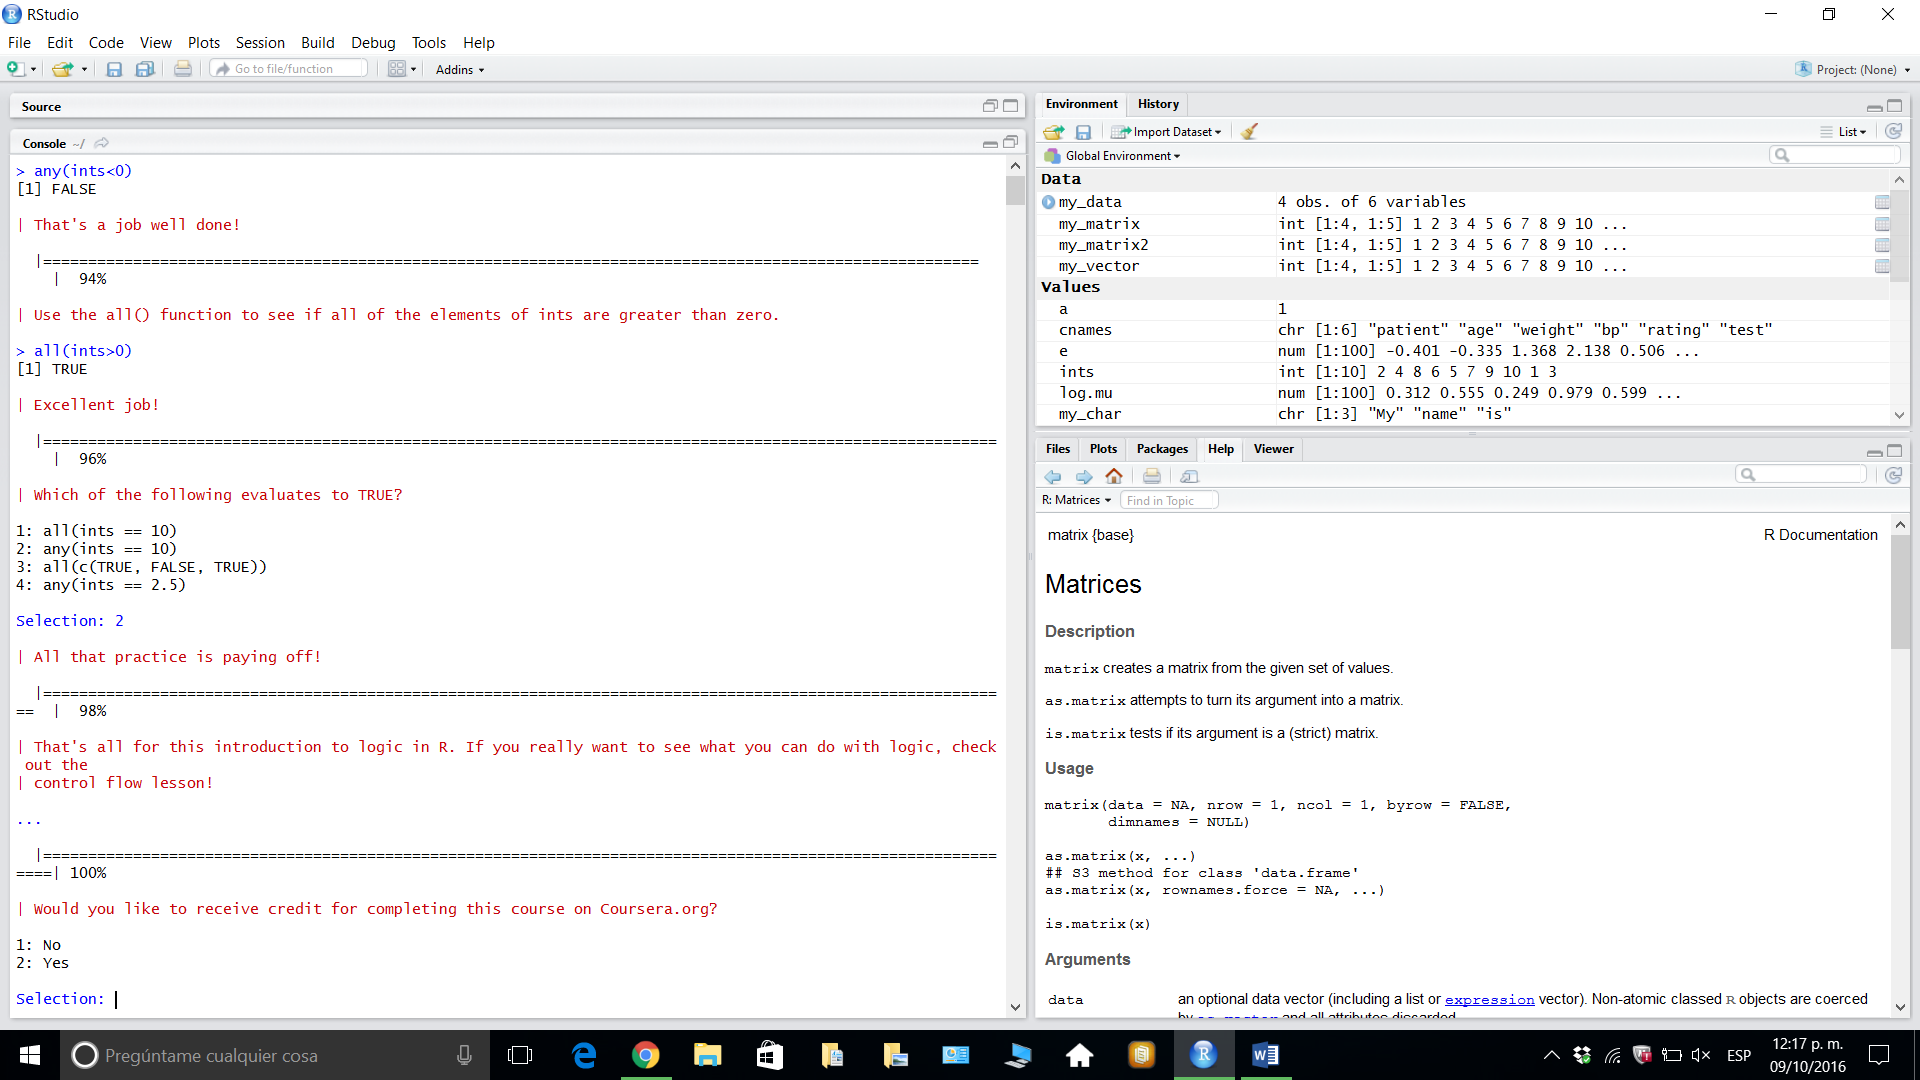 RStudio
File Edit Code View Plots Session Build Debug Tools Help
Go to file/function Addins Project: (None)
Source
Console ~/
> any(ints<0)
[1] FALSE
| That's a job well done!
|========================================================================================================
| 94%
| Use the all() function to see if all of the elements of ints are greater than zero.
> all(ints>0)
[1] TRUE
| Excellent job!
|==========================================================================================================
| 96%
| Which of the following evaluates to TRUE?
1: all(ints == 10)
2: any(ints == 10)
3: all(c(TRUE, FALSE, TRUE))
4: any(ints == 2.5)
Selection: 2
| All that practice is paying off!
|==========================================================================================================
== | 98%
| That's all for this introduction to logic in R. If you really want to see what you can do with logic, check
out the
| control flow lesson!
...
|==========================================================================================================
====| 100%
| Would you like to receive credit for completing this course on Coursera.org?
1: No
2: Yes
Selection:
Environment History
Import Dataset List
Global Environment
Data
my_data 4 obs. of 6 variables
my_matrix int [1:4, 1:5] 1 2 3 4 5 6 7 8 9 10 ...
my_matrix2 int [1:4, 1:5] 1 2 3 4 5 6 7 8 9 10 ...
my_vector int [1:4, 1:5] 1 2 3 4 5 6 7 8 9 10 ...
Values
a 1
cnames chr [1:6] "patient" "age" "weight" "bp" "rating" "test"
e num [1:100] -0.401 -0.335 1.368 2.138 0.506 ...
ints int [1:10] 2 4 8 6 5 7 9 10 1 3
log.mu num [1:100] 0.312 0.555 0.249 0.979 0.599 ...
my_char chr [1:3] "My" "name" "is"
Files Plots Packages Help Viewer
R: Matrices Find in Topic
matrix {base} R Documentation
Matrices
Description
matrix creates a matrix from the given set of values.
as.matrix attempts to turn its argument into a matrix.
is.matrix tests if its argument is a (strict) matrix.
Usage
matrix(data = NA, nrow = 1, ncol = 1, byrow = FALSE,
dimnames = NULL)
as.matrix(x, ...)
## S3 method for class 'data.frame'
as.matrix(x, rownames.force = NA, ...)
is.matrix(x)
Arguments
data an optional data vector (including a list or expression vector). Non-atomic classed R objects are coerced
by as.vector and all attributes discarded.
Pregúntame cualquier cosa
ESP
12:17 p. m.
09/10/2016